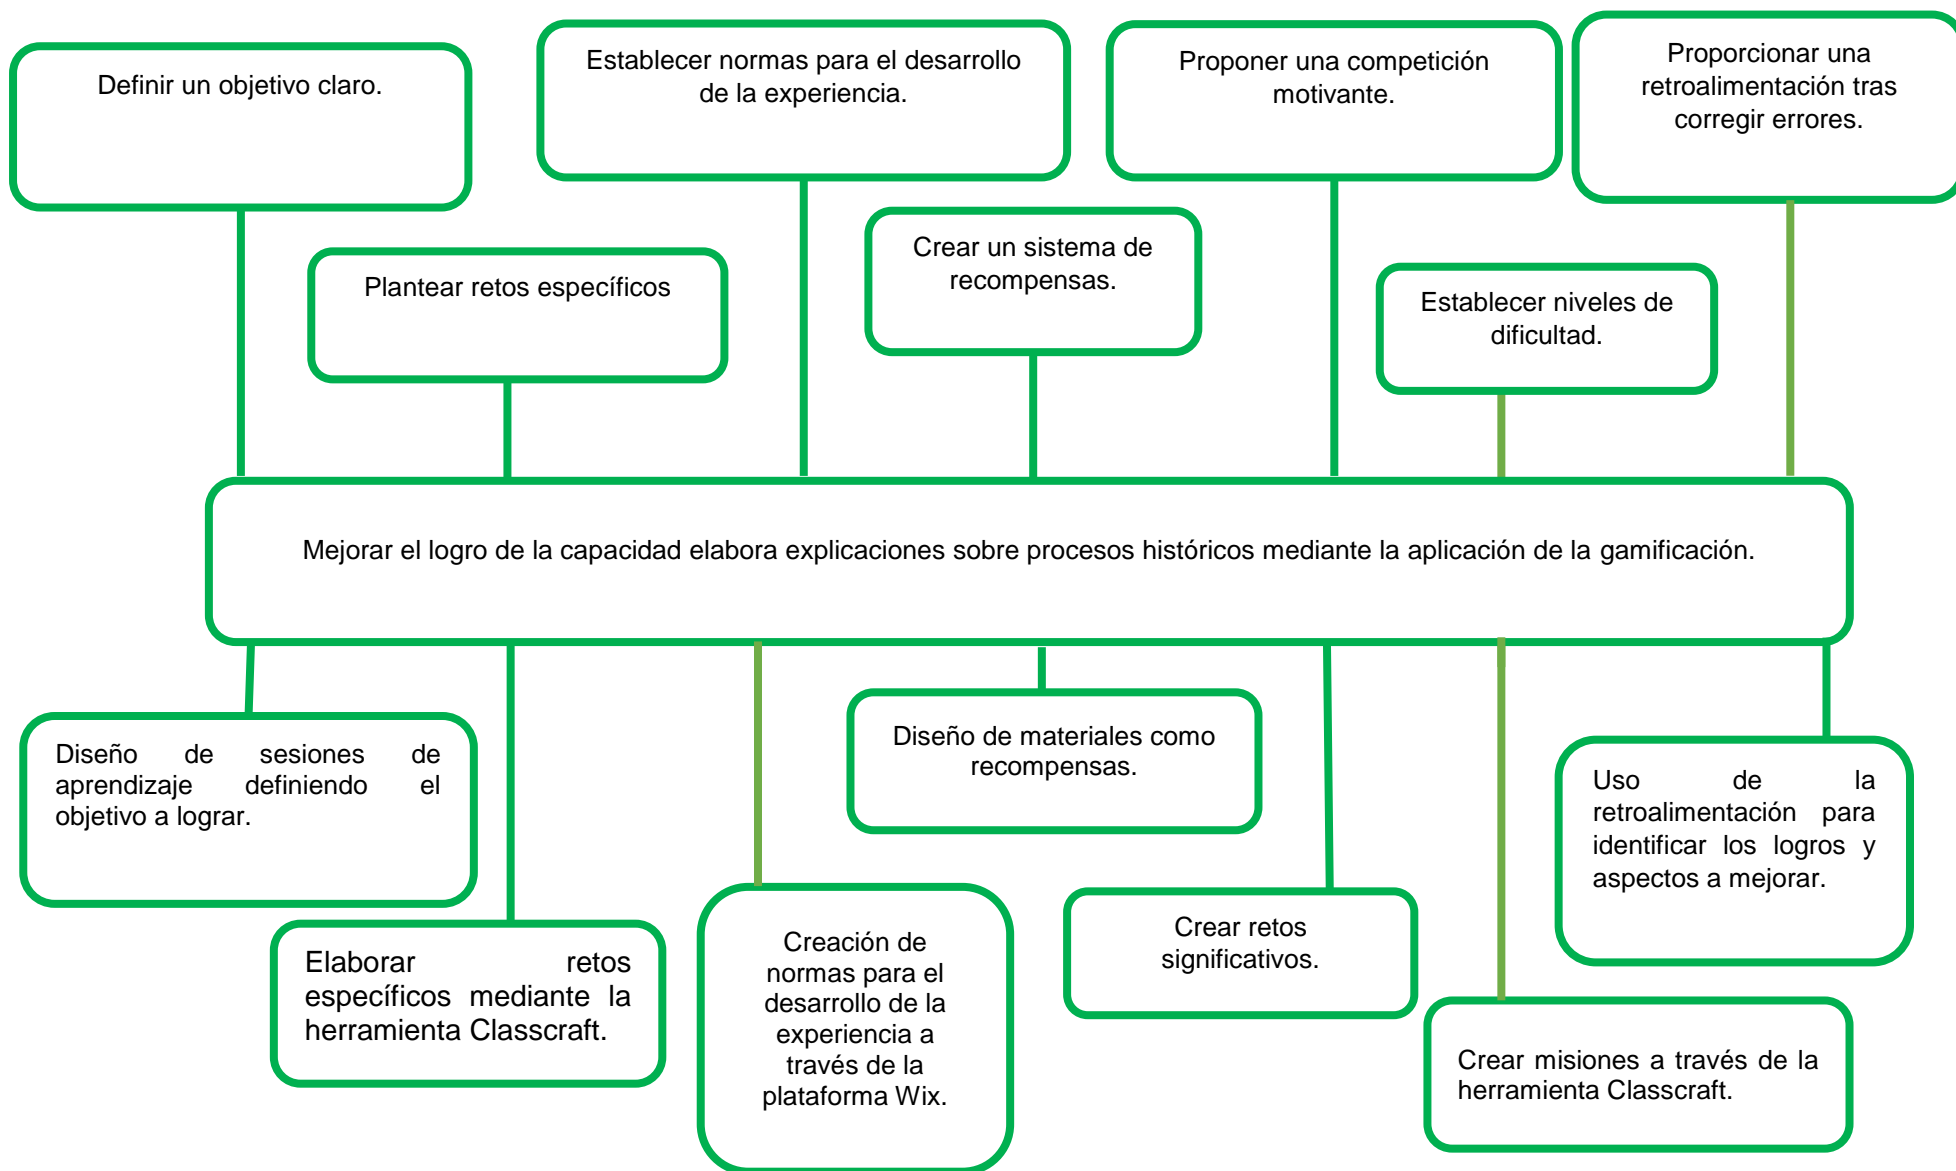 Definir un objetivo claro.
Establecer normas para el desarrollo
de la experiencia.
Proponer una competición
motivante.
Proporcionar una
retroalimentación tras
corregir errores.
Plantear retos específicos
Crear un sistema de
recompensas.
Establecer niveles de
dificultad.
Mejorar el logro de la capacidad elabora explicaciones sobre procesos históricos mediante la aplicación de la gamificación.
Diseño de sesiones de
aprendizaje definiendo el
objetivo a lograr.
Elaborar retos
específicos mediante la
herramienta Classcraft.
Creación de
normas para el
desarrollo de la
experiencia a
través de la
plataforma Wix.
Diseño de materiales como
recompensas.
Crear retos
significativos.
Crear misiones a través de la
herramienta Classcraft.
Uso de la
retroalimentación para
identificar los logros y
aspectos a mejorar.